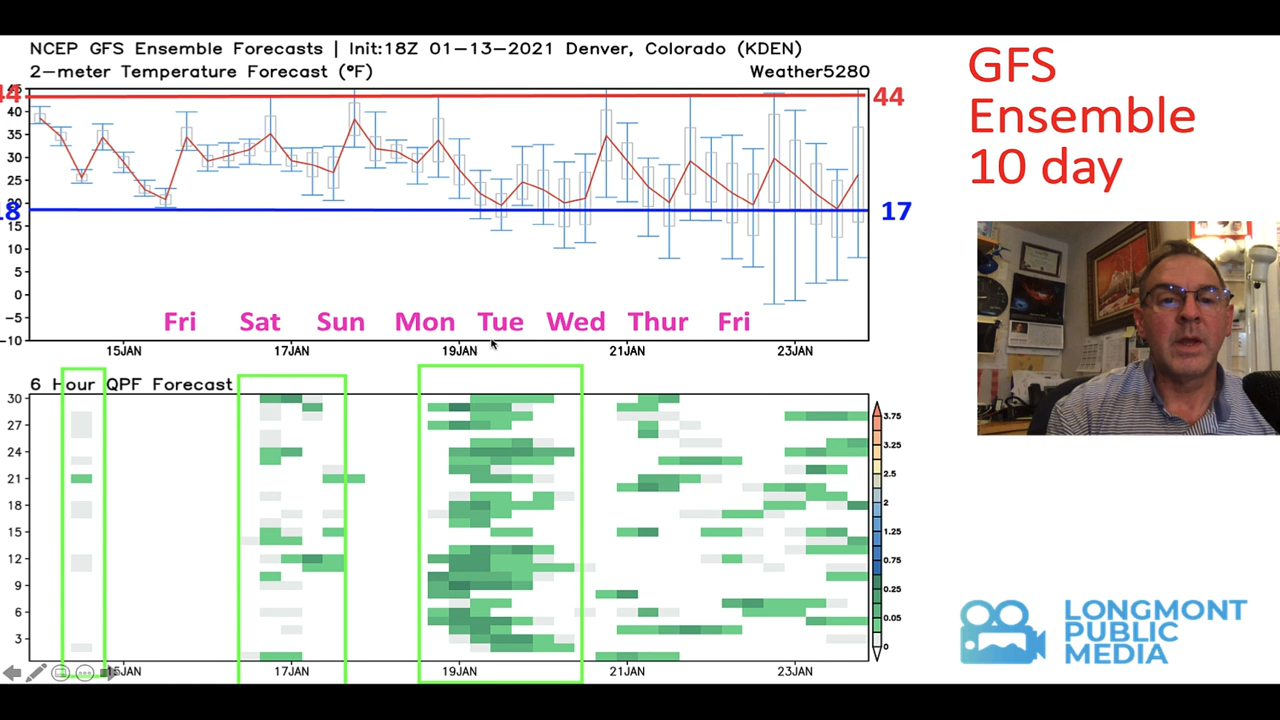 NCEP GFS Ensemble Forecasts | Init:18Z 01-13-2021 Denver, Colorado (KDEN)
2-meter Temperature Forecast (°F)
Weather5280
44
44
40
35
30
25
20
18
17
15
10
5
0
-5
-10
Fri Sat Sun Mon Tue Wed Thur Fri
15JAN 17JAN 19JAN 21JAN 23JAN
6 Hour QPF Forecast
30
27
24
21
18
15
12
9
6
3
3.75
3.25
2.5
2
1.25
0.75
0.25
0.05
0
15JAN 17JAN 19JAN 21JAN 23JAN
GFS
Ensemble
10 day
LONGMONT
PUBLIC
MEDIA